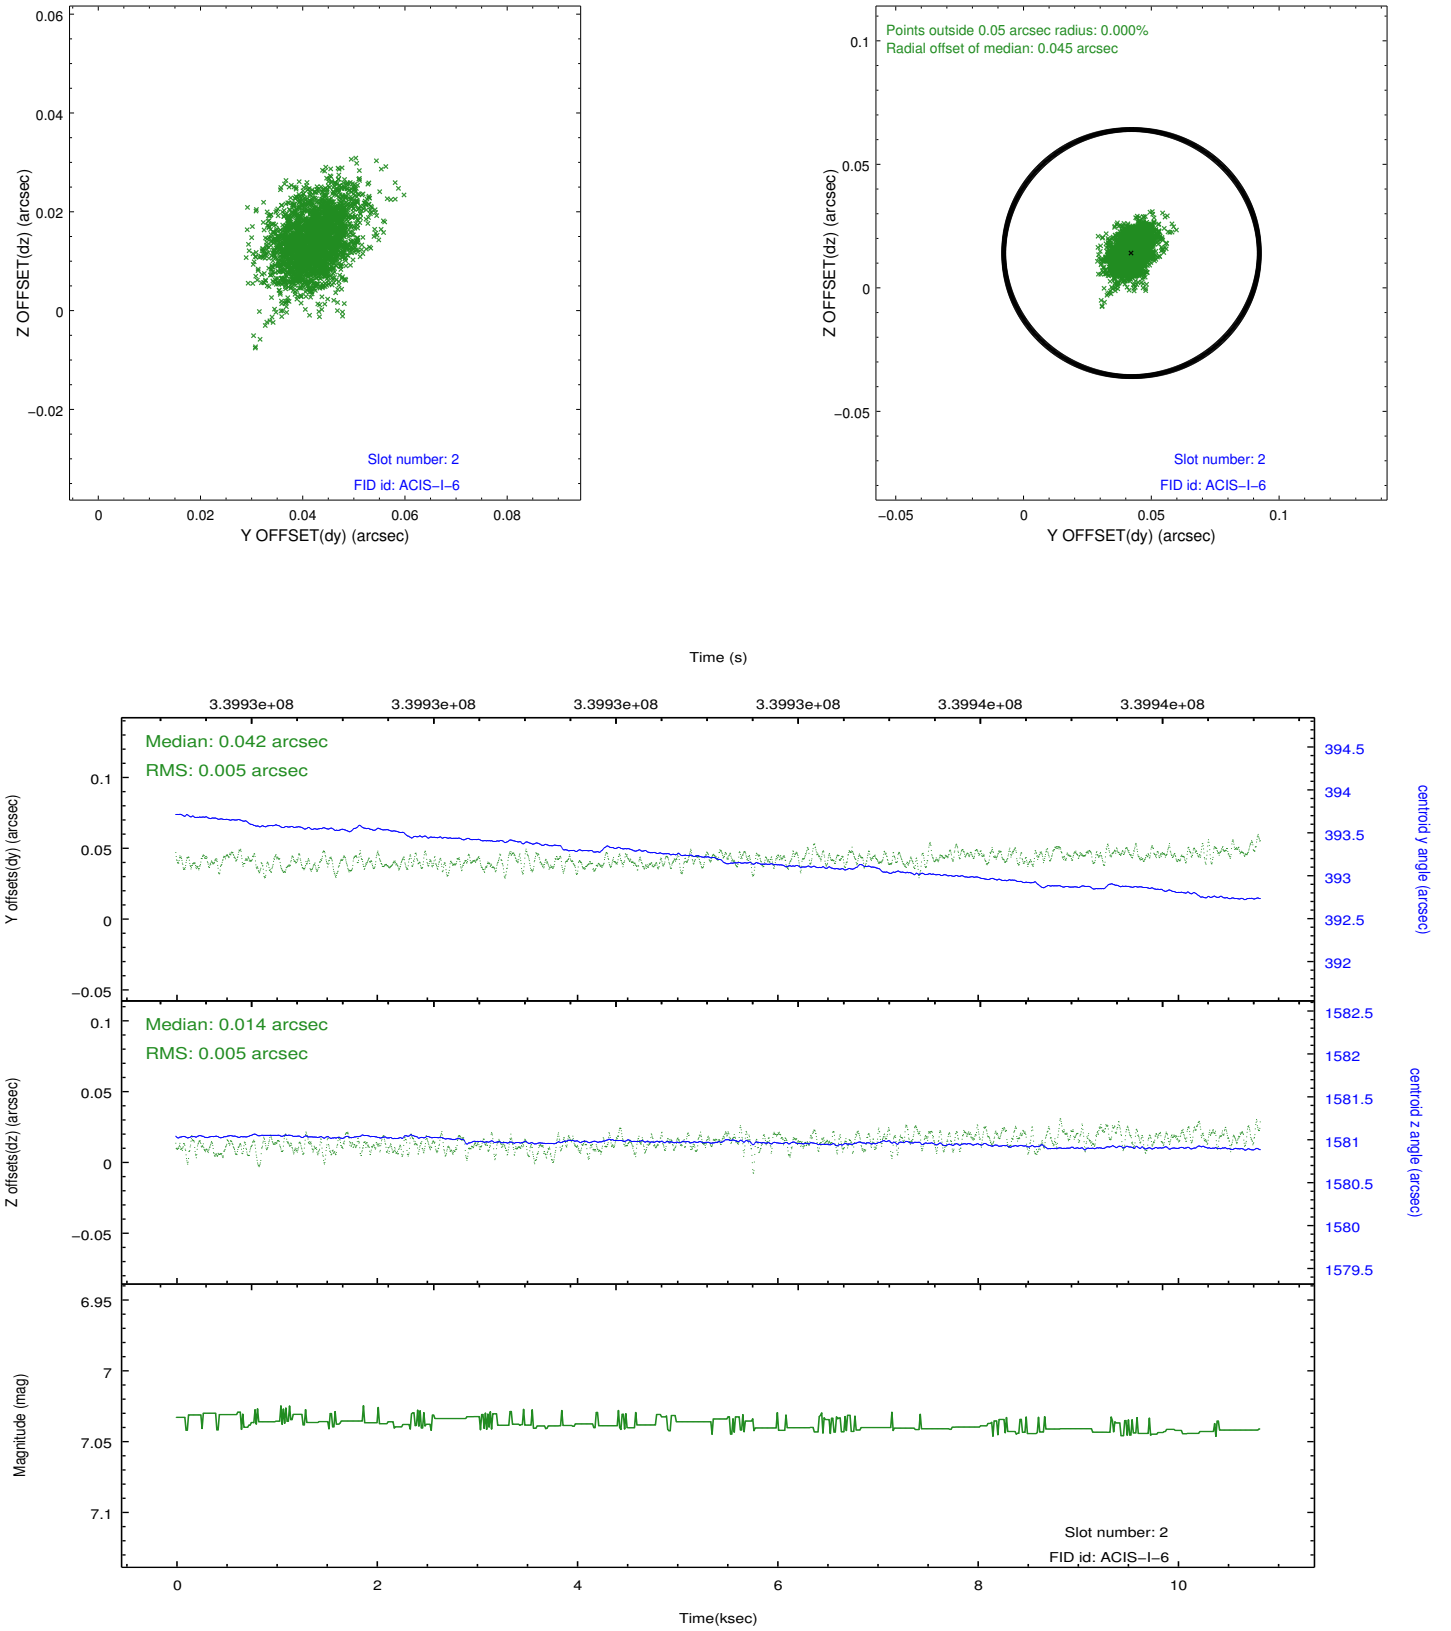 0.06
0.04
0.02
0
−0.02
Z OFFSET(dz) (arcsec)
Slot number: 2
FID id: ACIS−I−6
0
0.02
0.04
0.06
0.08
Y OFFSET(dy) (arcsec)
Points outside 0.05 arcsec radius: 0.000%
Radial offset of median: 0.045 arcsec
0.1
0.05
0
−0.05
Z OFFSET(dz) (arcsec)
Slot number: 2
FID id: ACIS−I−6
−0.05
0
0.05
0.1
Y OFFSET(dy) (arcsec)
Time (s)
3.3993e+08
3.3993e+08
3.3993e+08
3.3993e+08
3.3994e+08
3.3994e+08
Median: 0.042 arcsec
RMS: 0.005 arcsec
0.1
0.05
0
−0.05
Y offsets(dy) (arcsec)
394.5
394
393.5
393
392.5
392
centroid y angle (arcsec)
Median: 0.014 arcsec
RMS: 0.005 arcsec
0.1
0.05
0
−0.05
Z offsets(dz) (arcsec)
1582.5
1582
1581.5
1581
1580.5
1580
1579.5
centroid z angle (arcsec)
6.95
7
7.05
7.1
Magnitude (mag)
Slot number: 2
FID id: ACIS−I−6
0
2
4
6
8
10
Time(ksec)